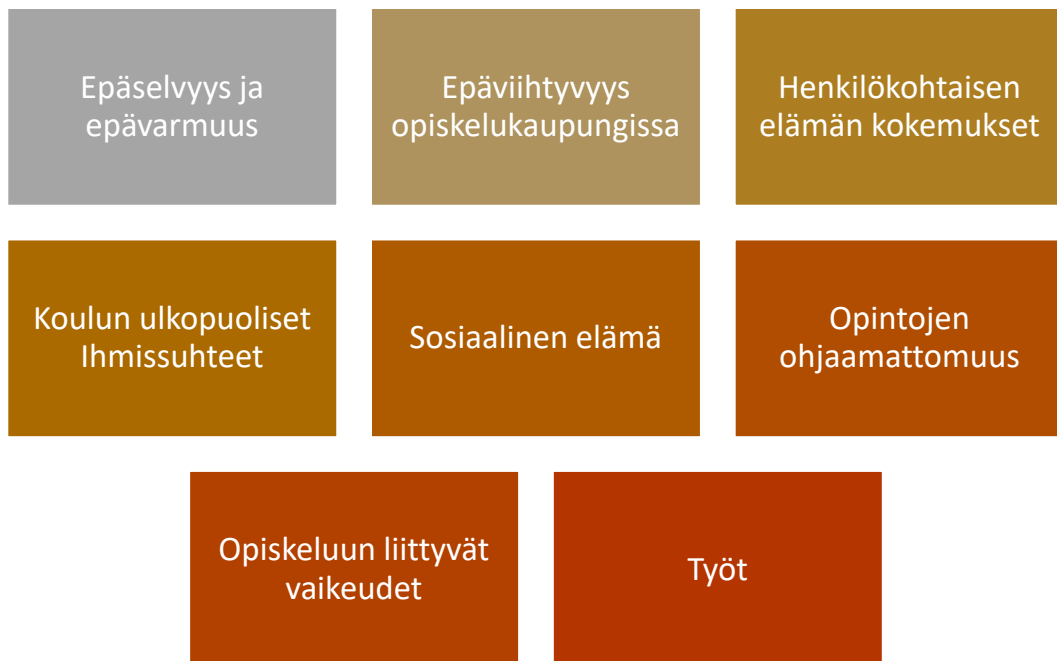 Epäselvyys ja
epävarmuus
Epäviihtyvyys
opiskelukaupungissa
Henkilökohtaisen
elämän kokemukset
Koulun ulkopuoliset
Ihmissuhteet
Sosiaalinen elämä
Opintojen
ohjaamattomuus
Opiskeluun liittyvät
vaikeudet
Työt